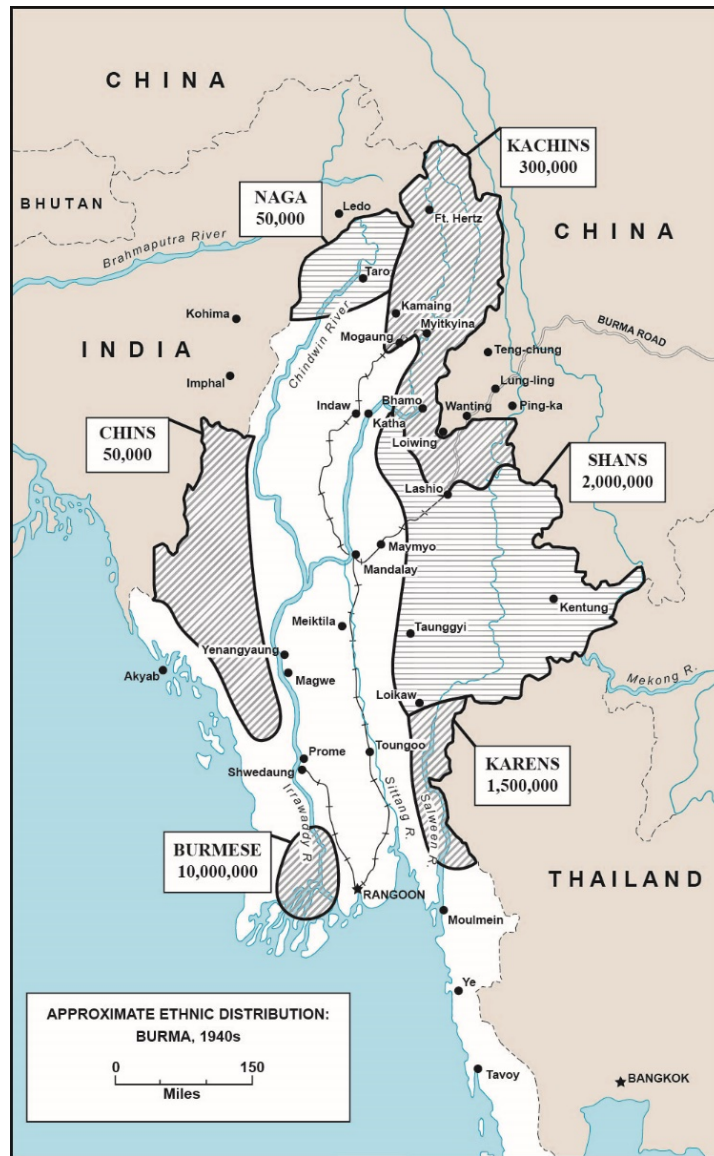 CHINA
KACHINS
300,000
BHUTAN
NAGA
50,000
Ledo
Ft. Hertz
CHINA
Brahmaputra River
Taro
Kohima
Chindwin River
Kamaing
Myitkyina
BURMA ROAD
Mogaung
INDIA
Teng-chung
Imphal
Lung-ling
Bhamo
Wanting
Ping-ka
Indaw
Katha
CHINS
50,000
Loiwing
SHANS
2,000,000
Lashio
Maymyo
Mandalay
Kentung
Meiktila
Taunggyi
Yenangyaung
Akyab
Magwe
Mekong R.
Loikaw
Prome
Toungoo
KARENS
1,500,000
Shwedaung
Irrawaddy R.
Sittang R.
Salween R.
BURMESE
10,000,000
THAILAND
RANGOON
Moulmein
Ye
APPROXIMATE ETHNIC DISTRIBUTION:
BURMA, 1940s
0 150
Miles
Tavoy
BANGKOK